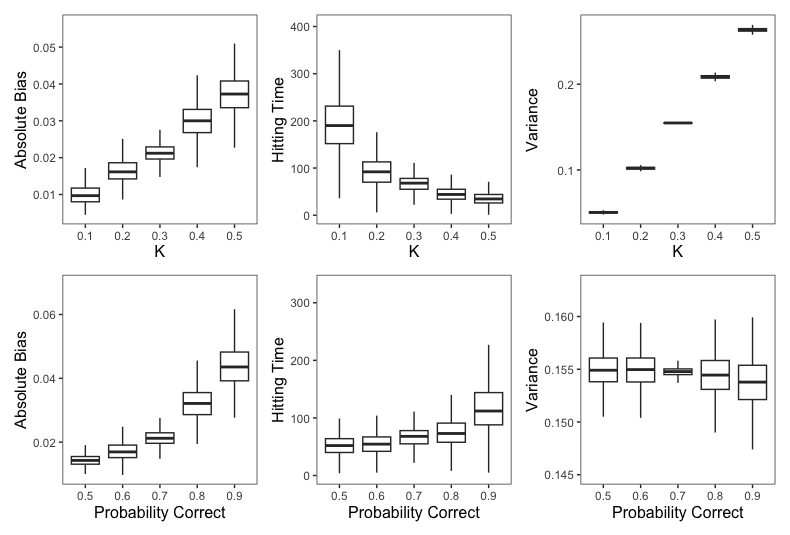 Absolute Bias
0.05
0.04
0.03
0.02
0.01
0.1 0.2 0.3 0.4 0.5
K
Hitting Time
400
300
200
100
0
0.1 0.2 0.3 0.4 0.5
K
Variance
0.2
0.1
0.1 0.2 0.3 0.4 0.5
K
Absolute Bias
0.06
0.04
0.02
0.5 0.6 0.7 0.8 0.9
Probability Correct
Hitting Time
300
200
100
0
0.5 0.6 0.7 0.8 0.9
Probability Correct
Variance
0.160
0.155
0.150
0.145
0.5 0.6 0.7 0.8 0.9
Probability Correct